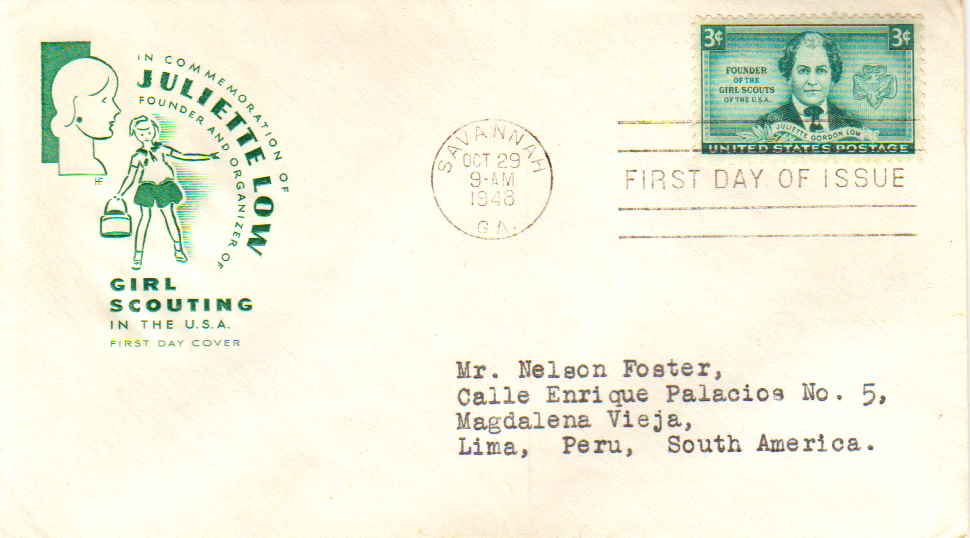 IN COMMEMORATION OF
JULIETTE LOW
FOUNDER AND ORGANIZER OF
GIRL
SCOUTING
IN THE U.S.A.
FIRST DAY COVER
SAVANNAH
OCT 29
9-AM
1948
GA.
3¢ 3¢
FOUNDER
OF THE
GIRL SCOUTS
OF THE U.S.A.
JULIETTE GORDON LOW
UNITED STATES POSTAGE
FIRST DAY OF ISSUE
Mr. Nelson Foster,
Calle Enrique Palacios No. 5,
Magdalena Vieja,
Lima, Peru, South America.